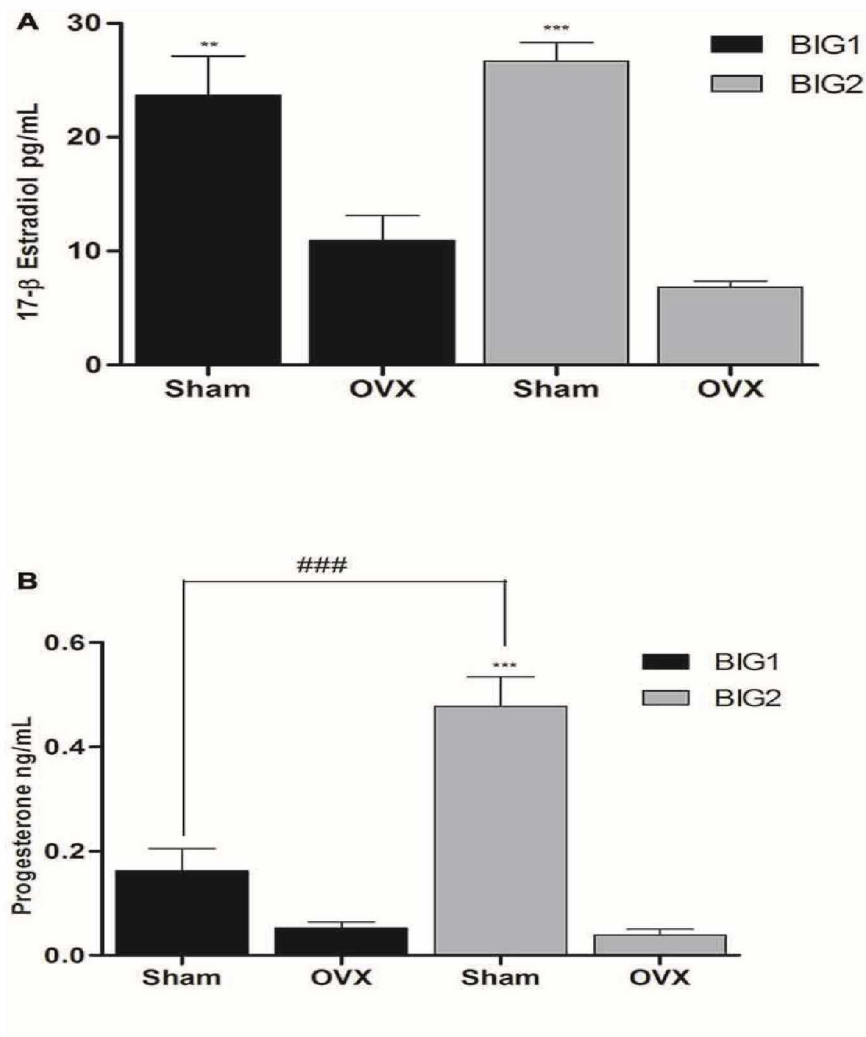 A
30
20
10
0
17-β Estradiol pg/mL
**
***
BIG1
BIG2
Sham
OVX
Sham
OVX
B
###
0.6
0.4
0.2
0.0
Progesterone ng/mL
***
BIG1
BIG2
Sham
OVX
Sham
OVX